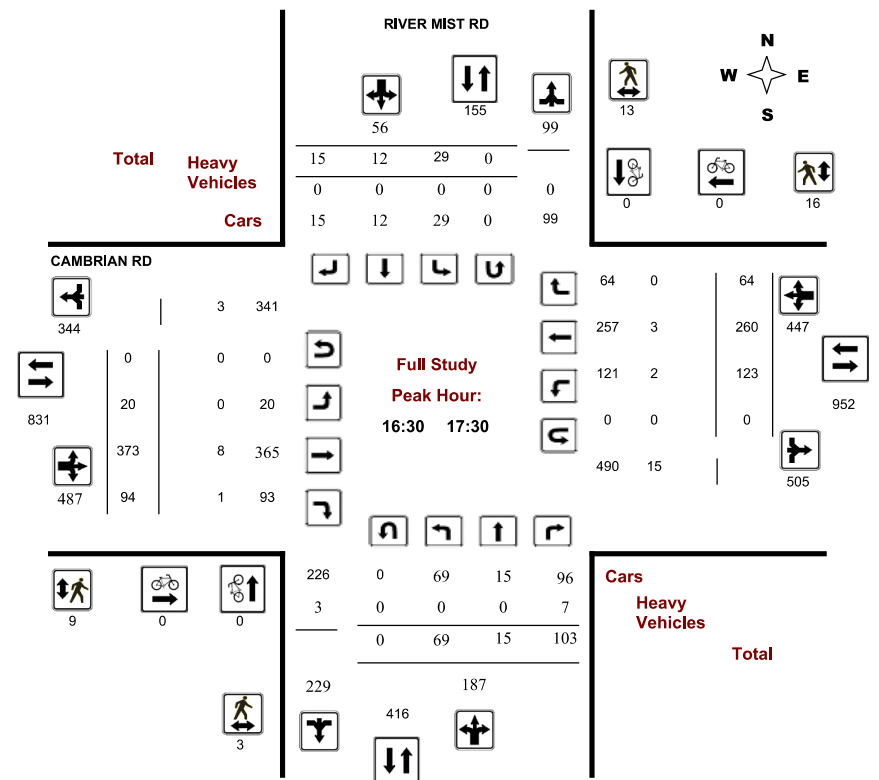 RIVER MIST RD
N
W E
S
155
13
56 99
Total Heavy Vehicles
15 12 29 0
0 0 0 0 0
Cars 15 12 29 0 99
0 0 16
CAMBRIAN RD
344
3 341
64 0 64
447
0 0 0
257 3 260
831
Full Study
Peak Hour:
16:30 17:30
20 0 20
121 2 123
952
373 8 365
0 0 0
487
94 1 93
490 15
505
226 0 69 15 96
Cars
3 0 0 0 7
Heavy
Vehicles
0 69 15 103
Total
9 0 0
229 187
416
3